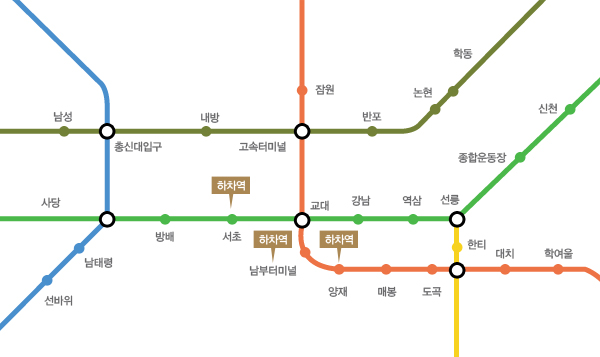 학동
잠원
논현
신천
남성
내방
반포
총신대입구
고속터미널
종합운동장
하차역
사당
교대
강남
역삼
선릉
방배
서초
하차역
하차역
한티
남태령
남부터미널
대치
학여울
선바위
양재
매봉
도곡